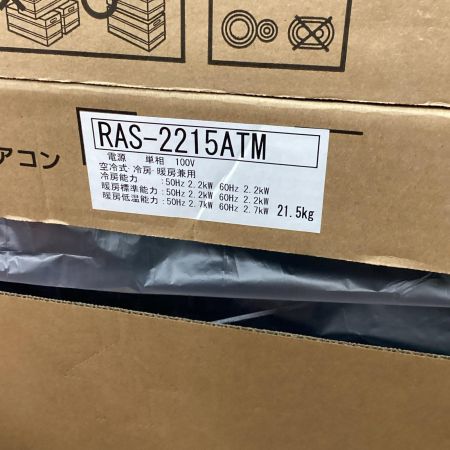 RAS-2215ATM
電源 単相 100V
空冷式・冷房・暖房兼用
冷房能力 :50Hz 2.2kW 60Hz 2.2kW
暖房標準能力:50Hz 2.2kW 60Hz 2.2kW
暖房低温能力:50Hz 2.7kW 60Hz 2.7kW
21.5kg
アコン